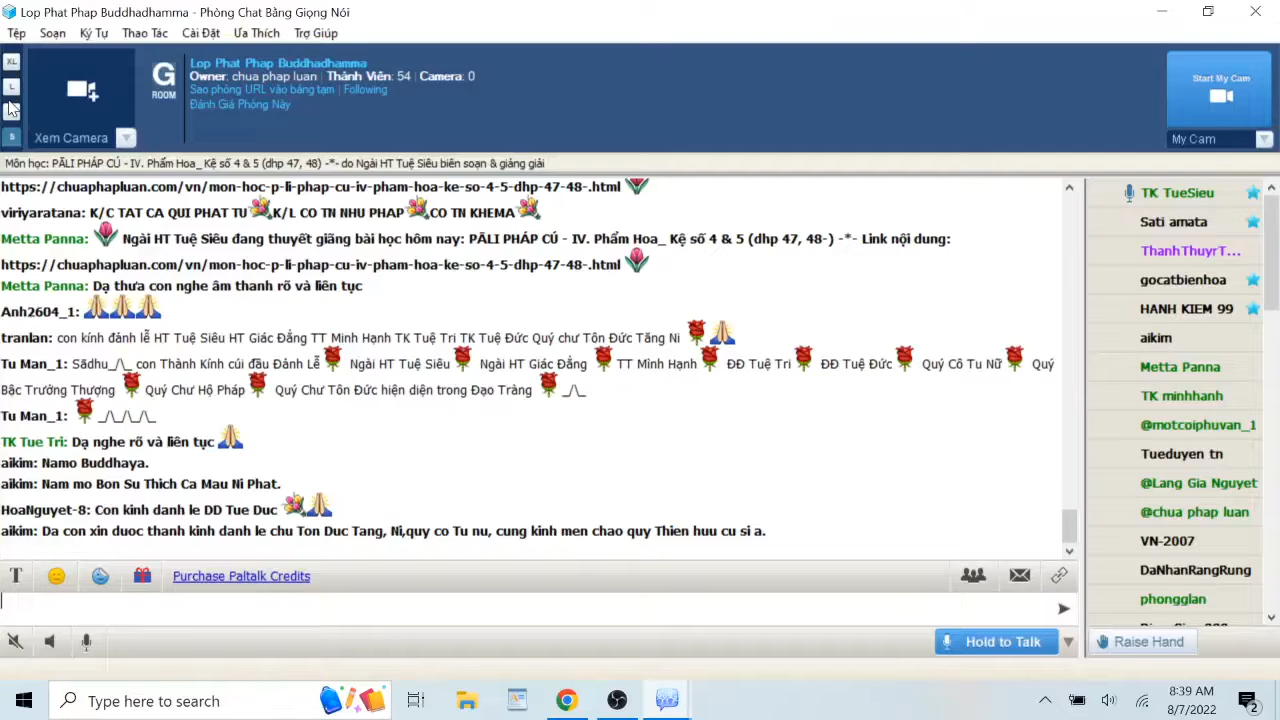 Lop Phat Phap Buddhadhamma - Phòng Chat Bằng Giọng Nói
Tệp Soạn Ký Tự Thao Tác Cài Đặt Ưa Thích Trợ Giúp
XL
L
S
Xem Camera
G
ROOM
Lop Phat Phap Buddhadhamma
Owner: chua phap luan | Thành Viên: 54 | Camera: 0
Sao phòng URL vào bảng tạm | Following
Đánh Giá Phòng Này
Start My Cam
My Cam
Môn học: PĀLI PHÁP CÚ - IV. Phẩm Hoa_ Kệ số 4 & 5 (dhp 47, 48) -*- do Ngài HT Tuệ Siêu biên soạn & giảng giải
https://chuaphapluan.com/vn/mon-hoc-p-li-phap-cu-iv-pham-hoa-ke-so-4-5-dhp-47-48-.html
viriyaratana: K/C TAT CA QUI PHAT TU K/L CO TN NHU PHAP CO TN KHEMA
Metta Panna: Ngài HT Tuệ Siêu đang thuyết giãng bài học hôm nay: PĀLI PHÁP CÚ - IV. Phẩm Hoa_ Kệ số 4 & 5 (dhp 47, 48-) -*- Link nội dung:
https://chuaphapluan.com/vn/mon-hoc-p-li-phap-cu-iv-pham-hoa-ke-so-4-5-dhp-47-48-.html
Metta Panna: Dạ thưa con nghe âm thanh rõ và liên tục
Anh2604_1:
tranlan: con kính đảnh lễ HT Tuệ Siêu HT Giác Đẳng TT Minh Hạnh TK Tuệ Tri TK Tuệ Đức Quý chư Tôn Đức Tăng Ni
Tu Man_1: Sādhu_/\_ con Thành Kính cúi đầu Đảnh Lễ Ngài HT Tuệ Siêu Ngài HT Giác Đẳng TT Minh Hạnh ĐĐ Tuệ Tri ĐĐ Tuệ Đức Quý Cô Tu Nữ Quý
Bậc Trưởng Thượng Quý Chư Hộ Pháp Quý Chư Tôn Đức hiện diện trong Đạo Tràng _/\_
Tu Man_1: _/\_/\_/\_
TK Tue Tri: Dạ nghe rõ và liên tục
aikim: Namo Buddhaya.
aikim: Nam mo Bon Su Thich Ca Mau Ni Phat.
HoaNguyet-8: Con kinh danh le DD Tue Duc
aikim: Da con xin duoc thanh kinh danh le chu Ton Duc Tang, Ni,quy co Tu nu, cung kinh men chao quy Thien huu cu si a.
TK TueSieu
Sati amata
ThanhThuyrT...
gocatbienhoa
HANH KIEM 99
aikim
Metta Panna
TK minhhanh
@motcoiphuvan_1
Tueduyen tn
@Lang Gia Nguyet
@chua phap luan
VN-2007
DaNhanRangRung
phongglan
T Purchase Paltalk Credits
Hold to Talk
Raise Hand
Type here to search
8:39 AM
8/7/2022
2